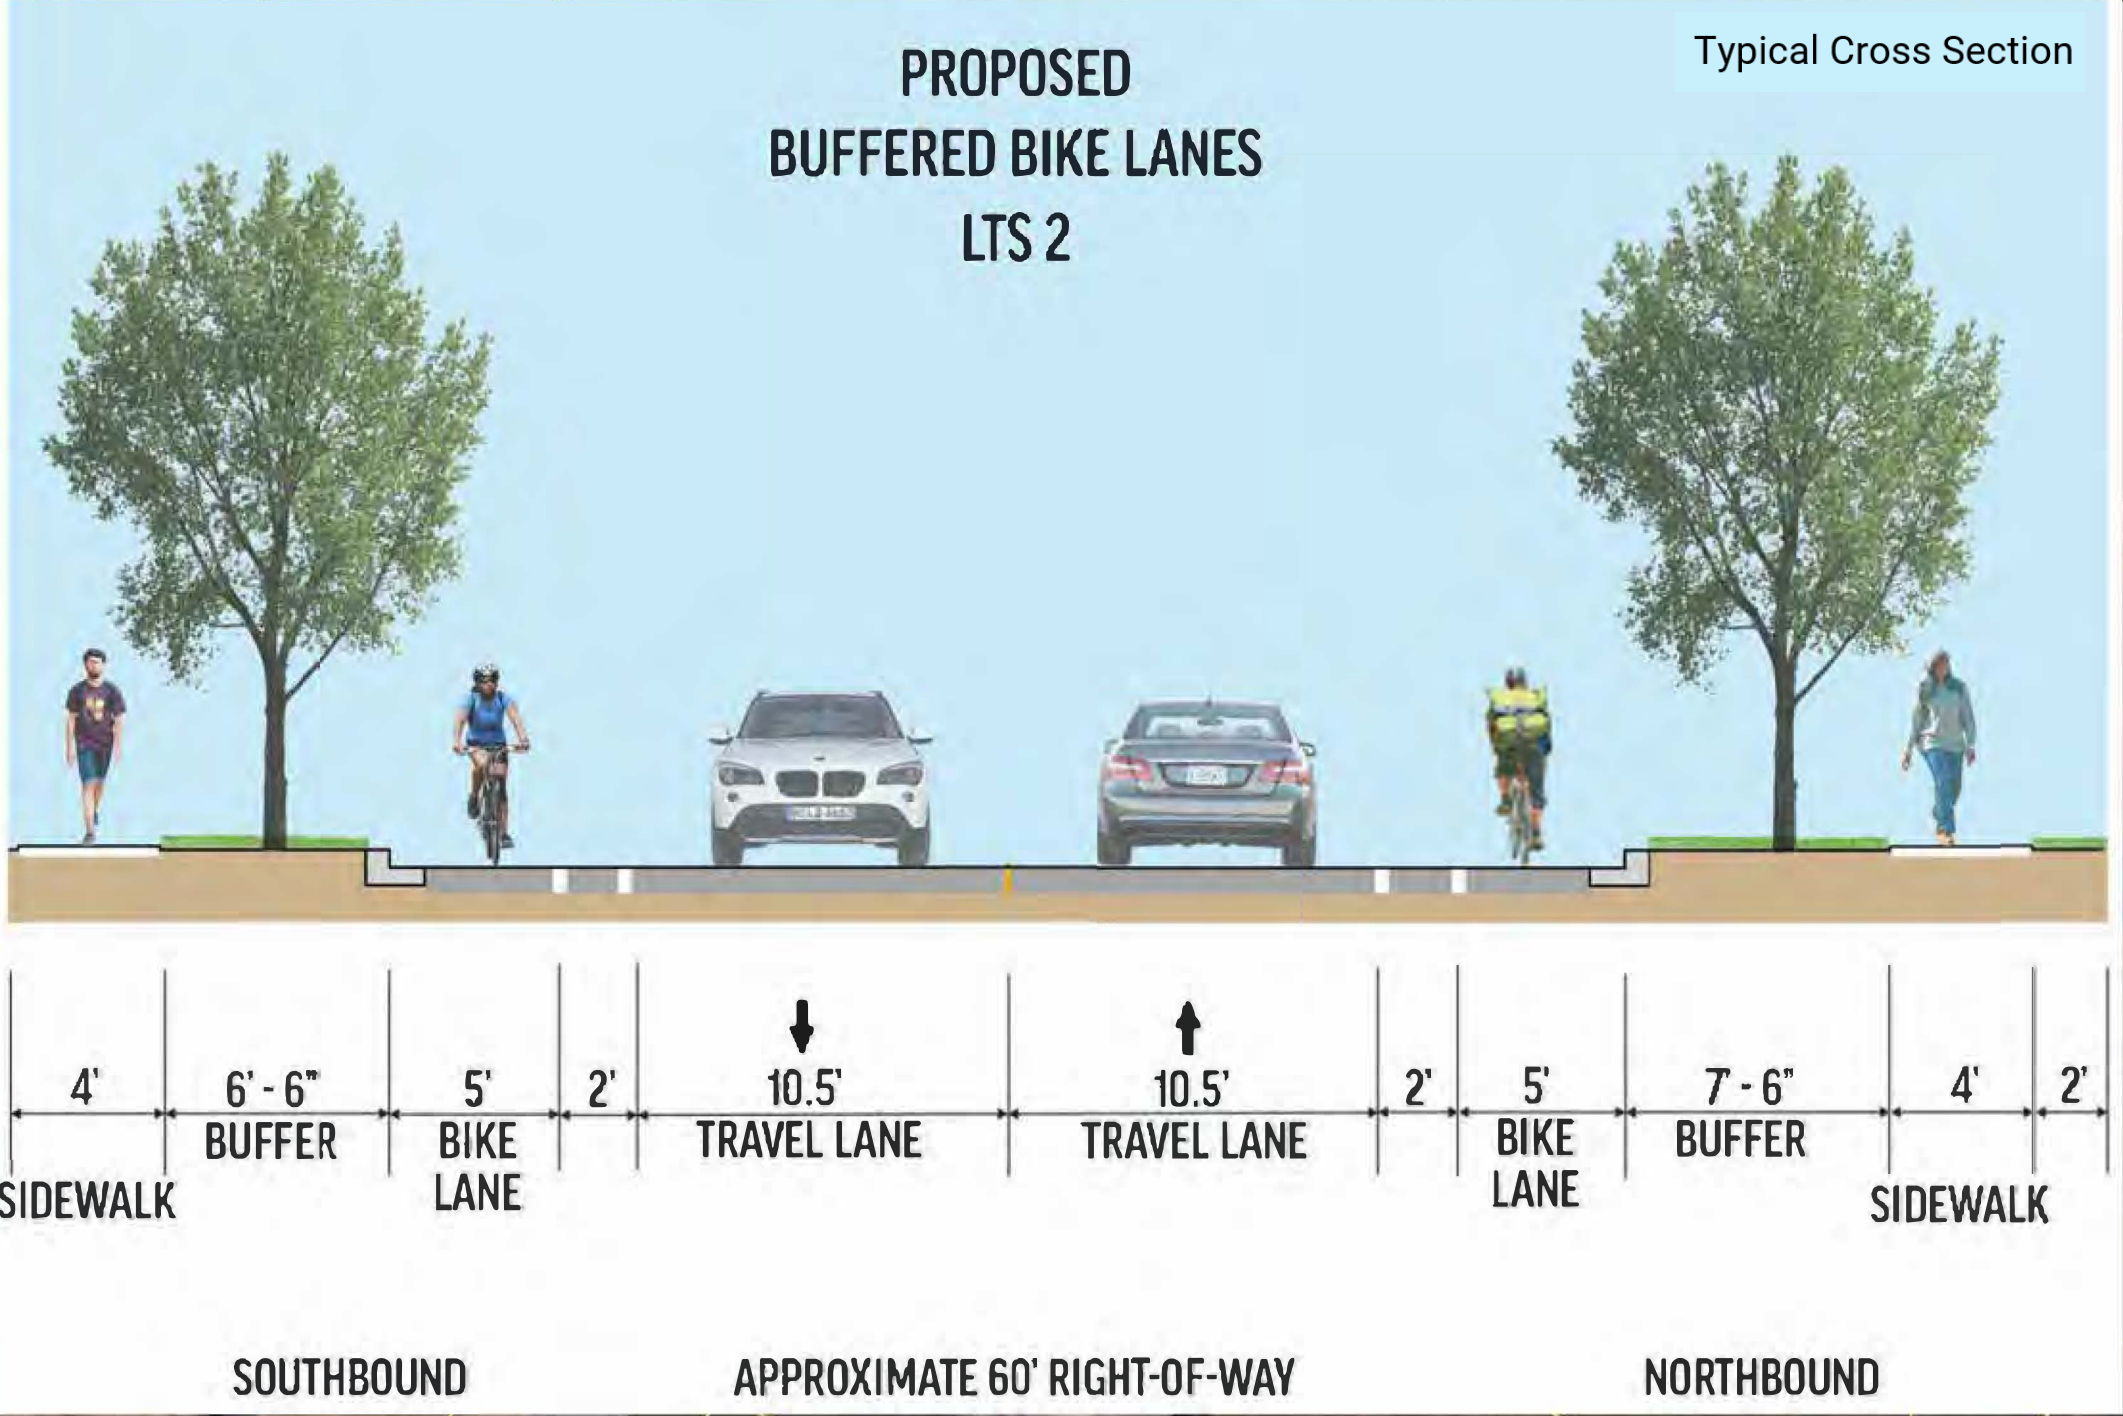 Typical Cross Section
PROPOSED
BUFFERED BIKE LANES
LTS 2
4' 6' - 6" 5' 2' 10.5' 10.5' 2' 5' 7' - 6" 4' 2'
SIDEWALK BUFFER BIKE LANE TRAVEL LANE TRAVEL LANE BIKE LANE BUFFER SIDEWALK
SOUTHBOUND APPROXIMATE 60' RIGHT-OF-WAY NORTHBOUND